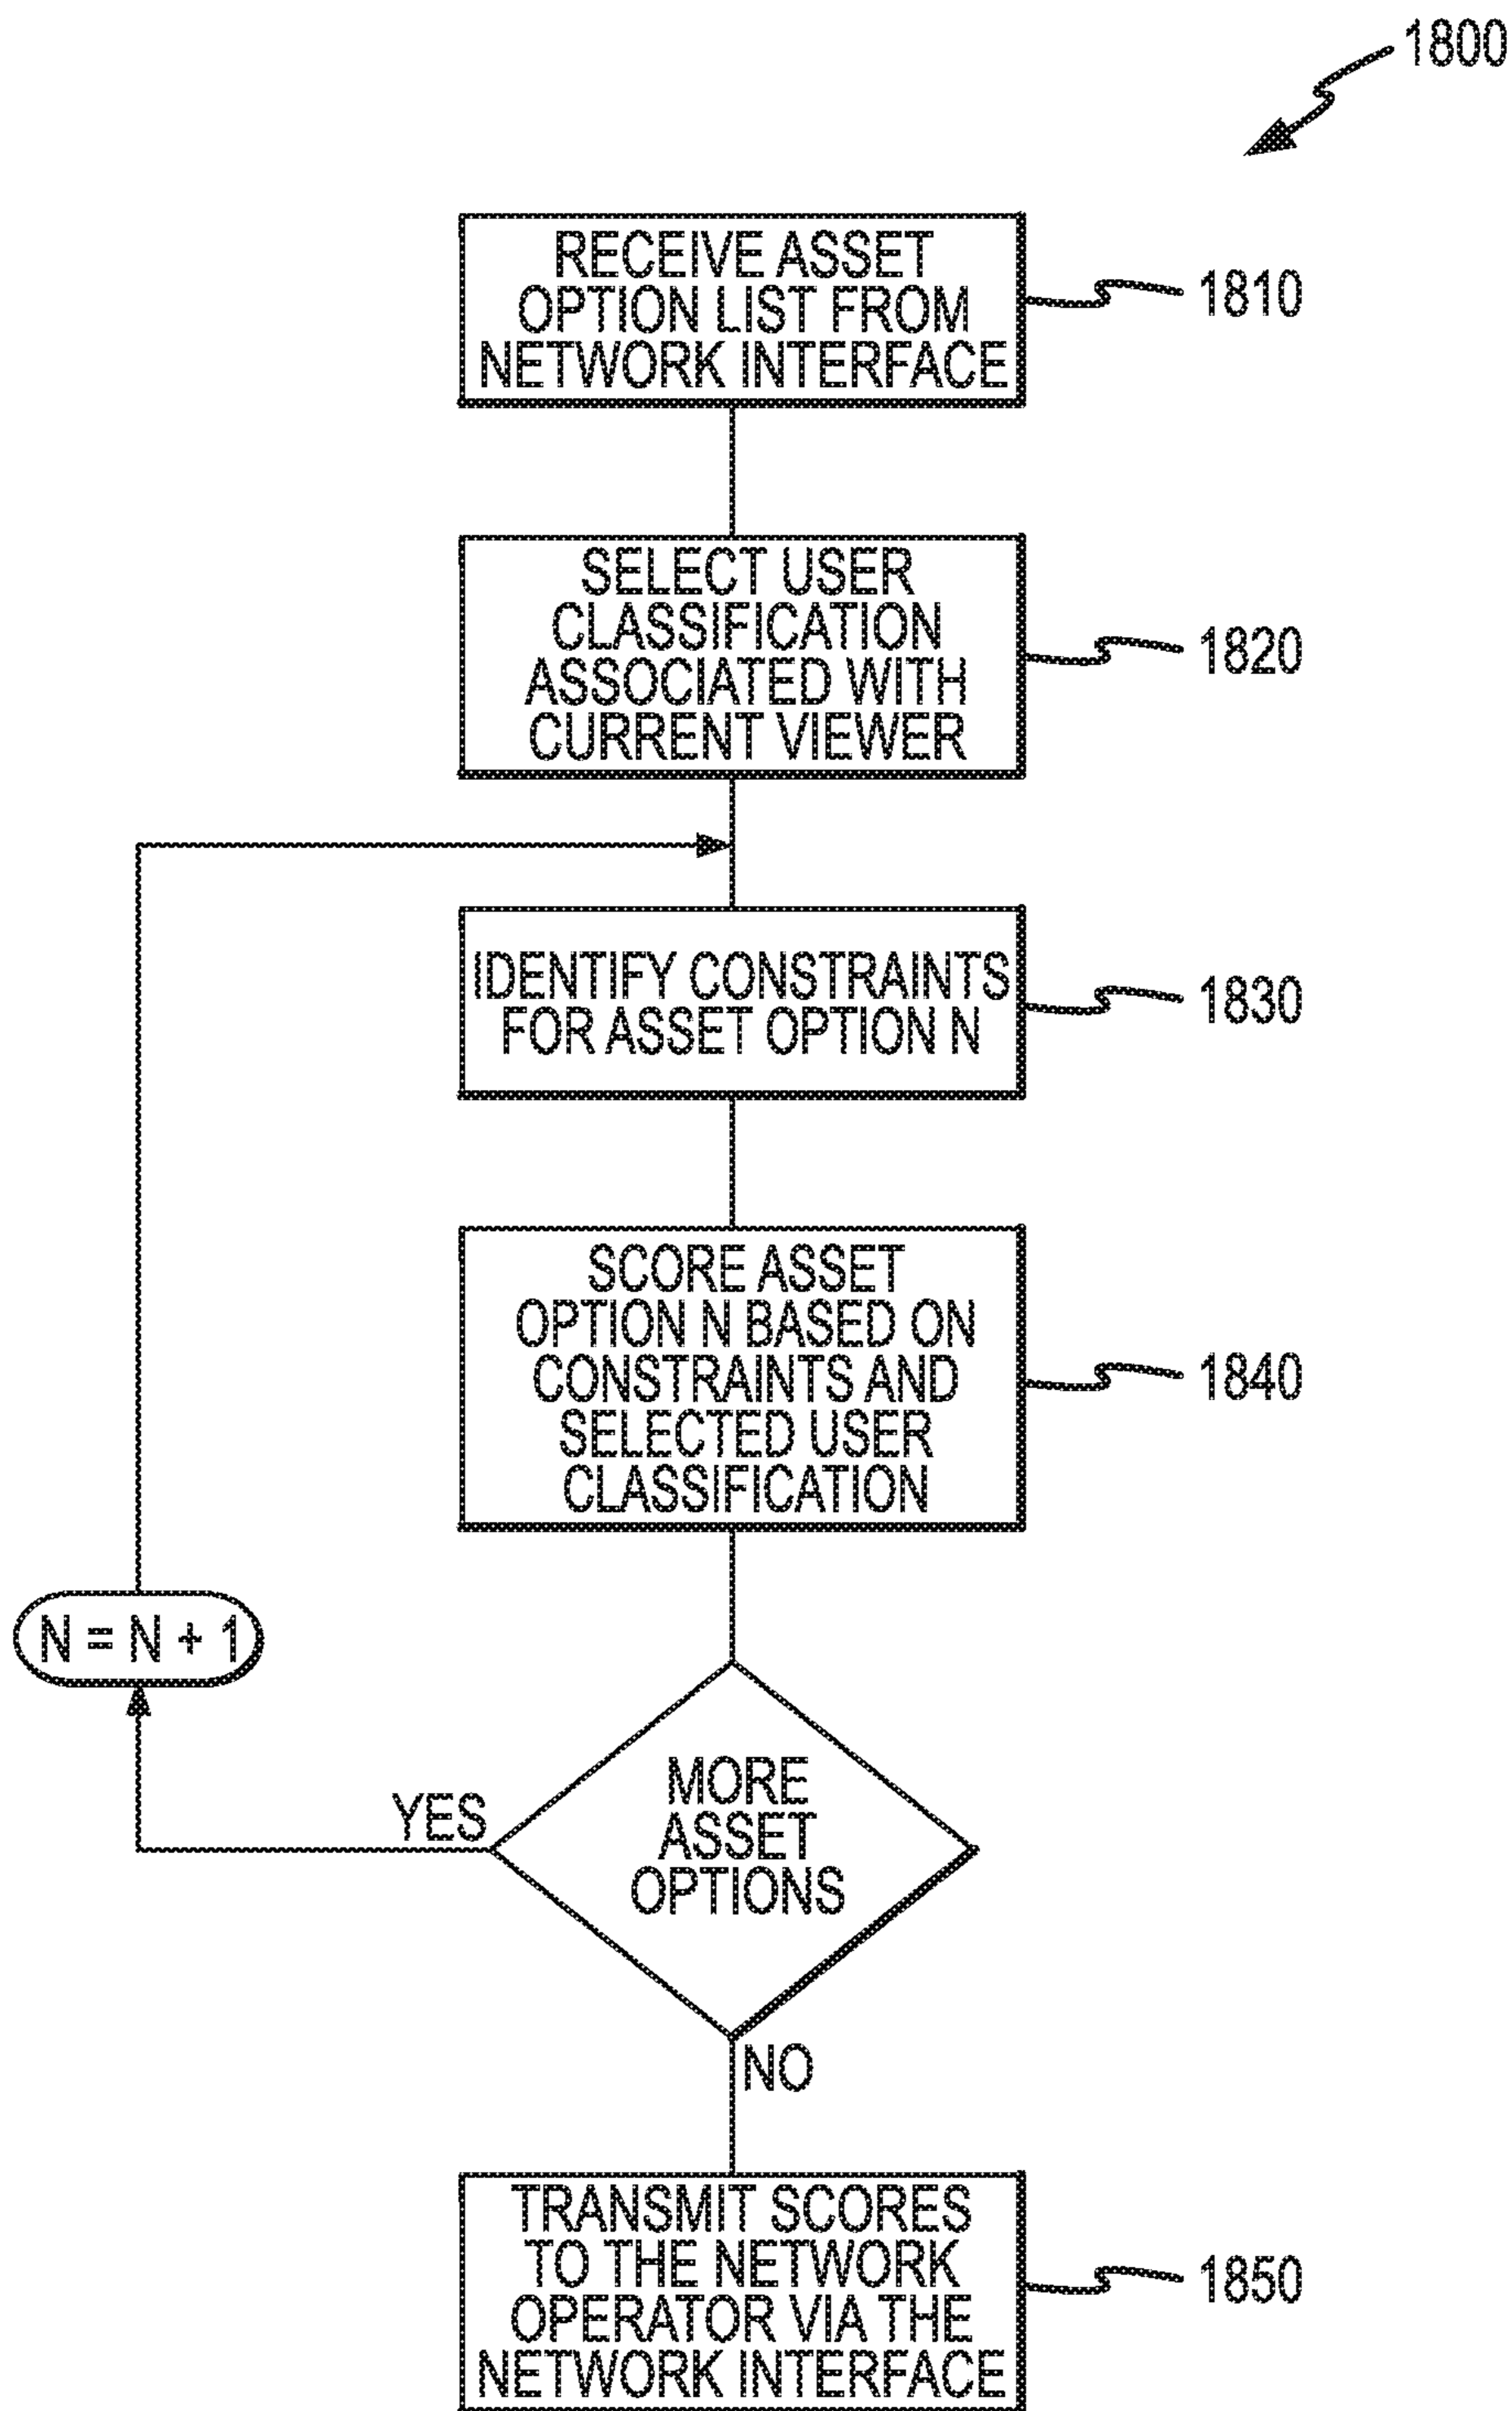 1800
RECEIVE ASSET
OPTION LIST FROM
NETWORK INTERFACE
1810
SELECT USER
CLASSIFICATION
ASSOCIATED WITH
CURRENT VIEWER
1820
IDENTIFY CONSTRAINTS
FOR ASSET OPTION N
1830
SCORE ASSET
OPTION N BASED ON
CONSTRAINTS AND
SELECTED USER
CLASSIFICATION
1840
N = N + 1
MORE
ASSET
OPTIONS
YES
NO
TRANSMIT SCORES
TO THE NETWORK
OPERATOR VIA THE
NETWORK INTERFACE
1850